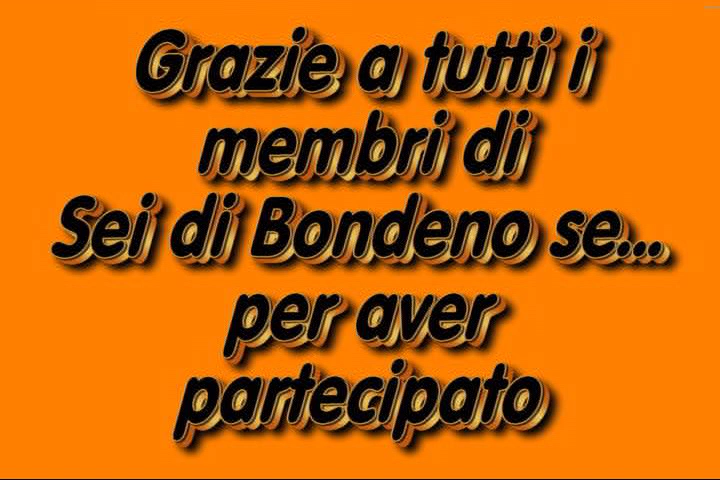 Grazie a tutti i
membri di
Sei di Bondeno se...
per aver
partecipato